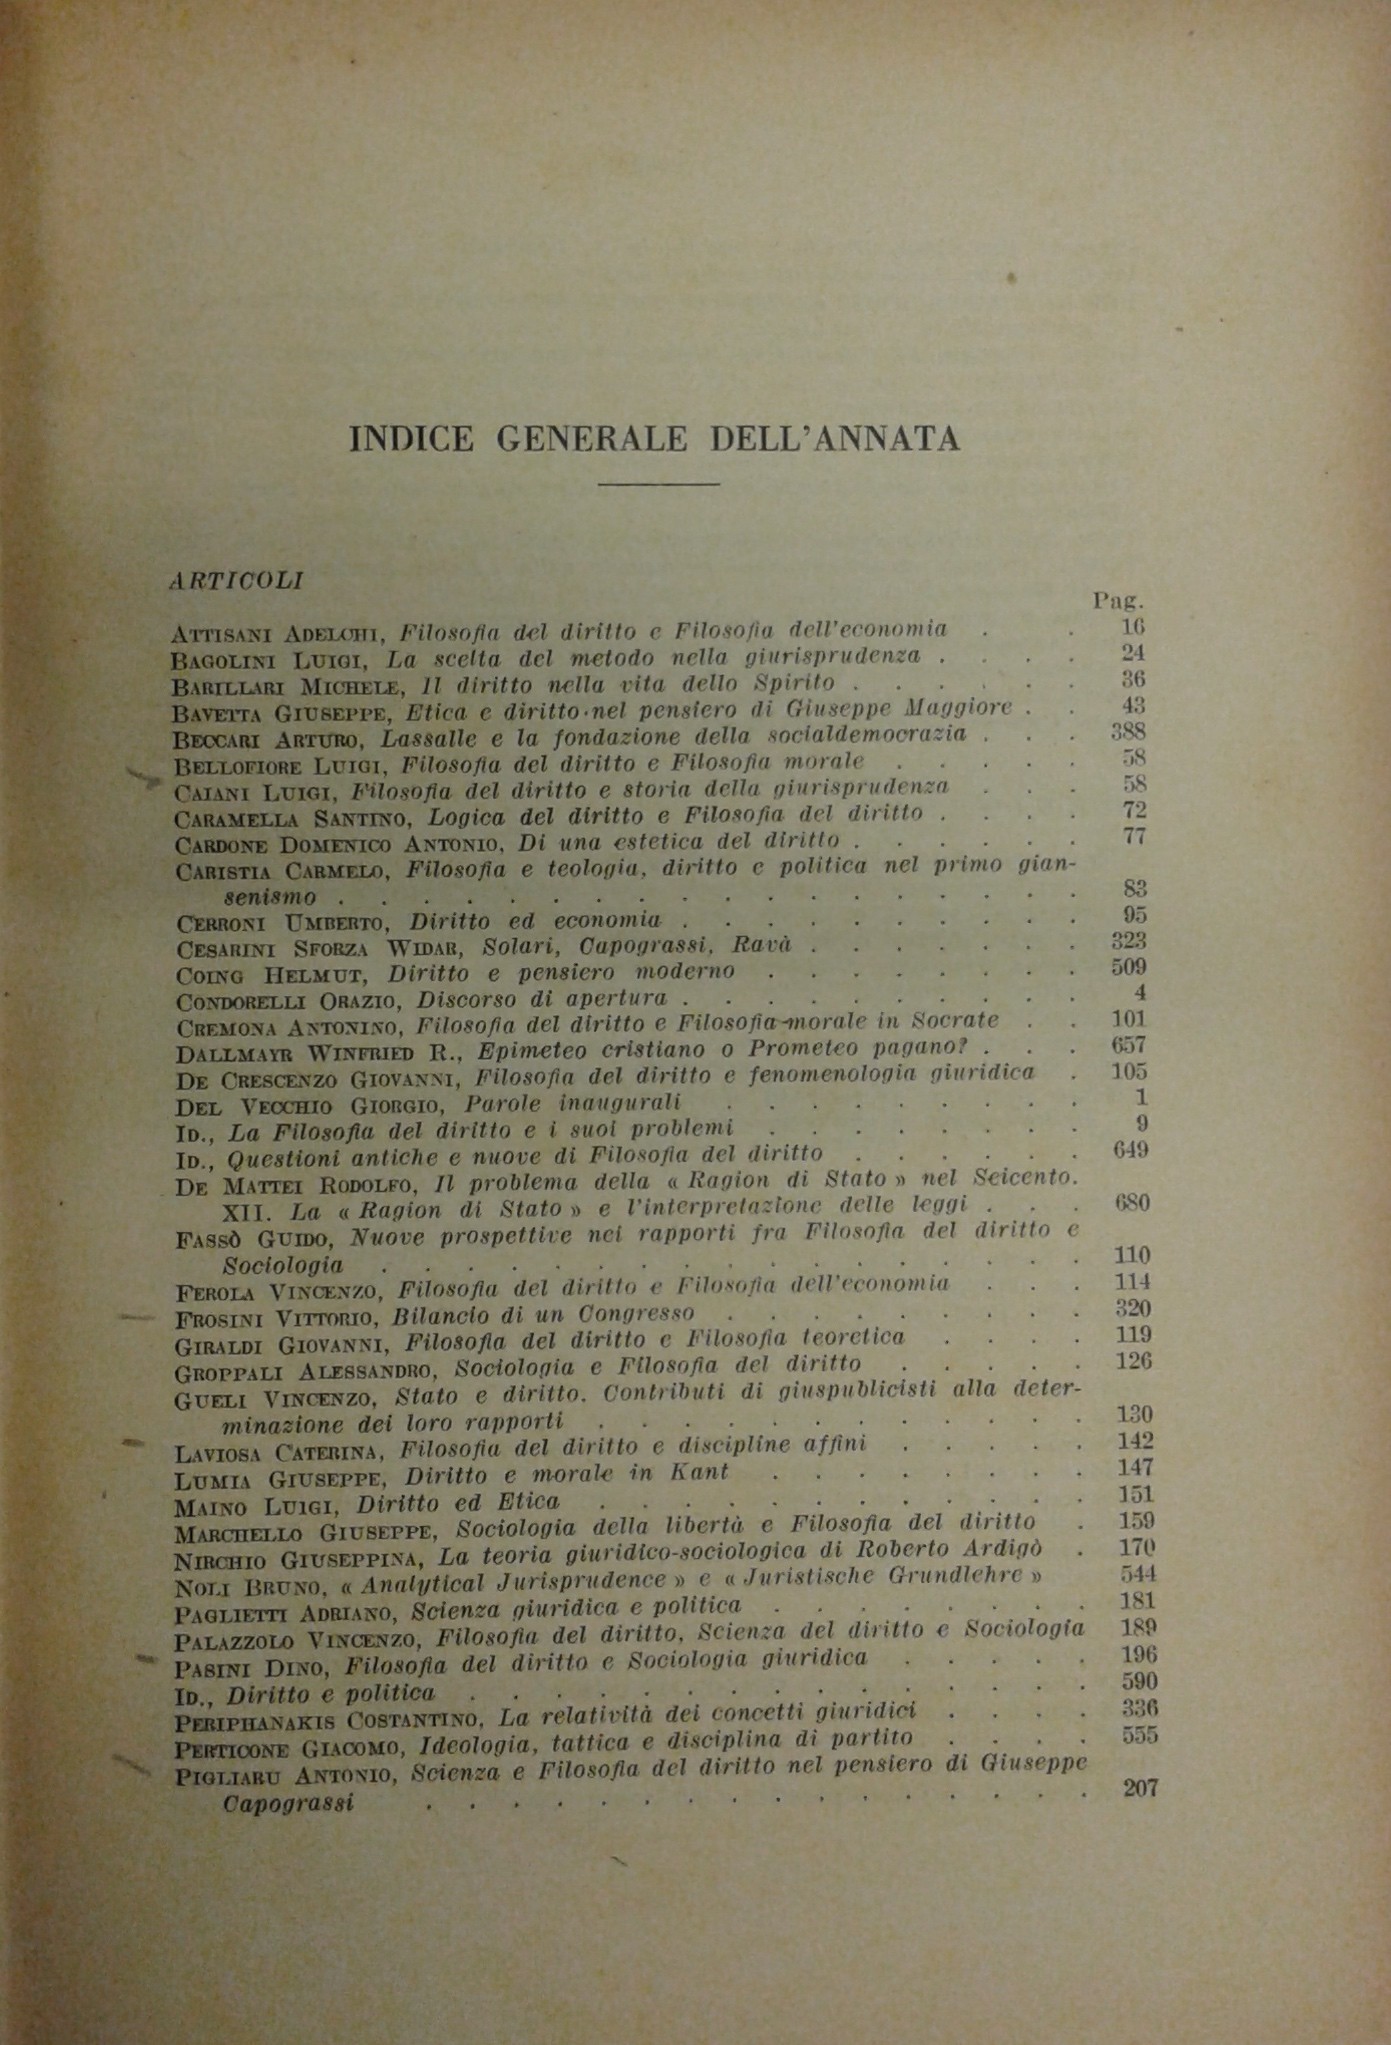 INDICE GENERALE DELL'ANNATA
ARTICOLI
Pag.
ATTISANI ADELCHI, Filosofia del diritto e Filosofia dell'economia . . 16
BAGOLINI LUIGI, La scelta del metodo nella giurisprudenza . . . . 24
BARILLARI MICHELE, Il diritto nella vita dello Spirito . . . . . . 36
BAVETTA GIUSEPPE, Etica e diritto nel pensiero di Giuseppe Maggiore . . 43
BECCARI ARTURO, Lassalle e la fondazione della socialdemocrazia . . . 388
BELLOFIORE LUIGI, Filosofia del diritto e Filosofia morale . . . . . 58
CAIANI LUIGI, Filosofia del diritto e storia della giurisprudenza . . . 58
CARAMELLA SANTINO, Logica del diritto e Filosofia del diritto . . . . 72
CARDONE DOMENICO ANTONIO, Di una estetica del diritto . . . . . . 77
CARISTIA CARMELO, Filosofia e teologia, diritto e politica nel primo gian-
senismo . . . . . . . . . . . . . . . . . . 83
CERRONI UMBERTO, Diritto ed economia . . . . . . . . . . 95
CESARINI SFORZA WIDAR, Solari, Capograssi, Ravà . . . . . . . 323
COING HELMUT, Diritto e pensiero moderno . . . . . . . . 509
CONDORELLI ORAZIO, Discorso di apertura . . . . . . . . . . 4
CREMONA ANTONINO, Filosofia del diritto e Filosofia morale in Socrate . . 101
DALLMAYR WINFRIED R., Epimeteo cristiano o Prometeo pagano? . . . 657
DE CRESCENZO GIOVANNI, Filosofia del diritto e fenomenologia giuridica . 105
DEL VECCHIO GIORGIO, Parole inaugurali . . . . . . . . . 1
ID., La Filosofia del diritto e i suoi problemi . . . . . . . . 9
ID., Questioni antiche e nuove di Filosofia del diritto . . . . . . 649
DE MATTEI RODOLFO, Il problema della « Ragion di Stato » nel Seicento.
XII. La « Ragion di Stato » e l'interpretazione delle leggi . . . 680
FASSÒ GUIDO, Nuove prospettive nei rapporti fra Filosofia del diritto e
Sociologia . . . . . . . . . . . . . . . . . 110
FEROLA VINCENZO, Filosofia del diritto e Filosofia dell'economia . . . 114
FROSINI VITTORIO, Bilancio di un Congresso . . . . . . . . . 320
GIRALDI GIOVANNI, Filosofia del diritto e Filosofia teoretica . . . . 119
GROPPALI ALESSANDRO, Sociologia e Filosofia del diritto . . . . . 126
GUELI VINCENZO, Stato e diritto. Contributi di giuspublicisti alla deter-
minazione dei loro rapporti . . . . . . . . . . . . 130
LAVIOSA CATERINA, Filosofia del diritto e discipline affini . . . . . 142
LUMIA GIUSEPPE, Diritto e morale in Kant . . . . . . . . 147
MAINO LUIGI, Diritto ed Etica . . . . . . . . . . . . 151
MARCHELLO GIUSEPPE, Sociologia della libertà e Filosofia del diritto . 159
NIRCHIO GIUSEPPINA, La teoria giuridico-sociologica di Roberto Ardigò . 170
NOLI BRUNO, « Analytical Jurisprudence » e « Juristische Grundlehre » 544
PAGLIETTI ADRIANO, Scienza giuridica e politica . . . . . . . . 181
PALAZZOLO VINCENZO, Filosofia del diritto, Scienza del diritto e Sociologia 189
PASINI DINO, Filosofia del diritto e Sociologia giuridica . . . . . 196
ID., Diritto e politica . . . . . . . . . . . . . . . 590
PERIPHANAKIS COSTANTINO, La relatività dei concetti giuridici . . . . 336
PERTICONE GIACOMO, Ideologia, tattica e disciplina di partito . . . . 555
PIGLIARU ANTONIO, Scienza e Filosofia del diritto nel pensiero di Giuseppe
Capograssi . . . . . . . . . . . . . . . . 207